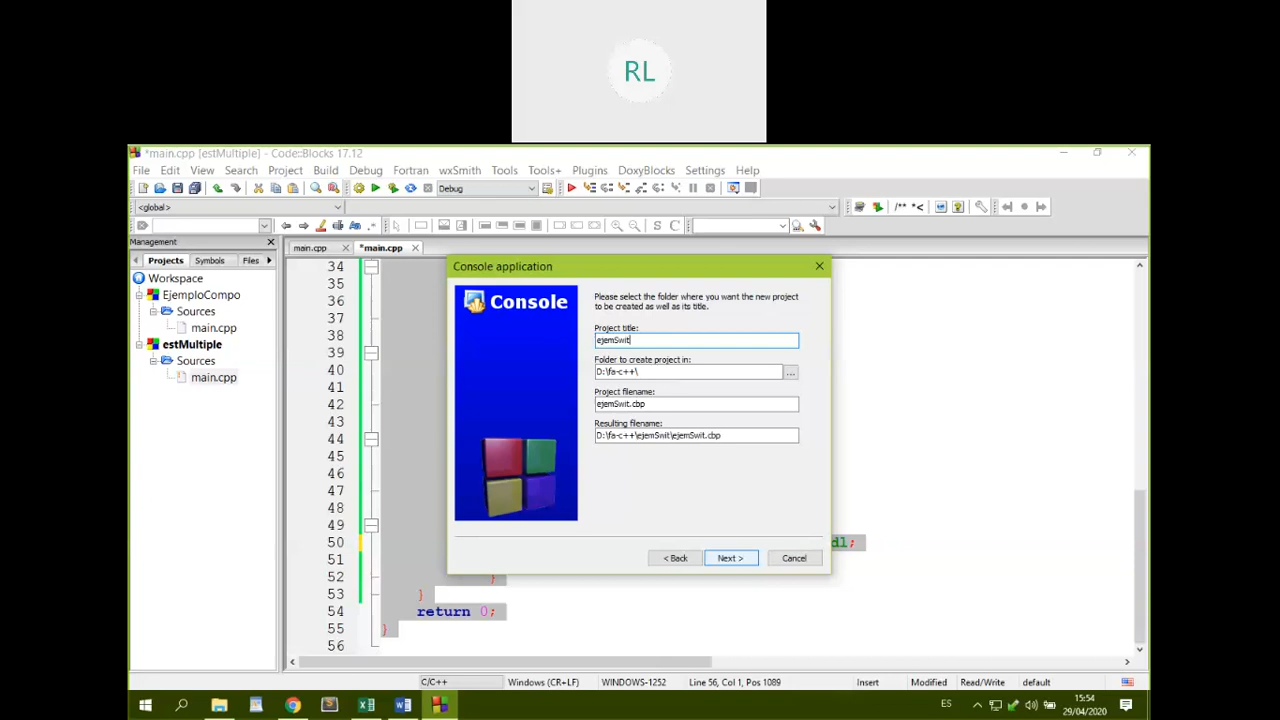 RL
*main.cpp [estMultiple] - Code::Blocks 17.12
File Edit View Search Project Build Debug Fortran wxSmith Tools Tools+ Plugins DoxyBlocks Settings Help
Debug
<global>
/** *<
Management
Projects Symbols Files
main.cpp *main.cpp
Workspace
EjemploCompo
Sources
main.cpp
estMultiple
Sources
main.cpp
34
35
36
37
38
39
40
41
42
43
44
45
46
47
48
49
50 dl;
51
52 }
53 }
54 return 0;
55 }
56
Console application
Console
Please select the folder where you want the new project
to be created as well as its title.
Project title:
ejemSwit
Folder to create project in:
D:\fa-c++\
...
Project filename:
ejemSwit.cbp
Resulting filename:
D:\fa-c++\ejemSwit\ejemSwit.cbp
< Back Next > Cancel
C/C++ Windows (CR+LF) WINDOWS-1252 Line 56, Col 1, Pos 1089 Insert Modified Read/Write default
ES
15:54
29/04/2020